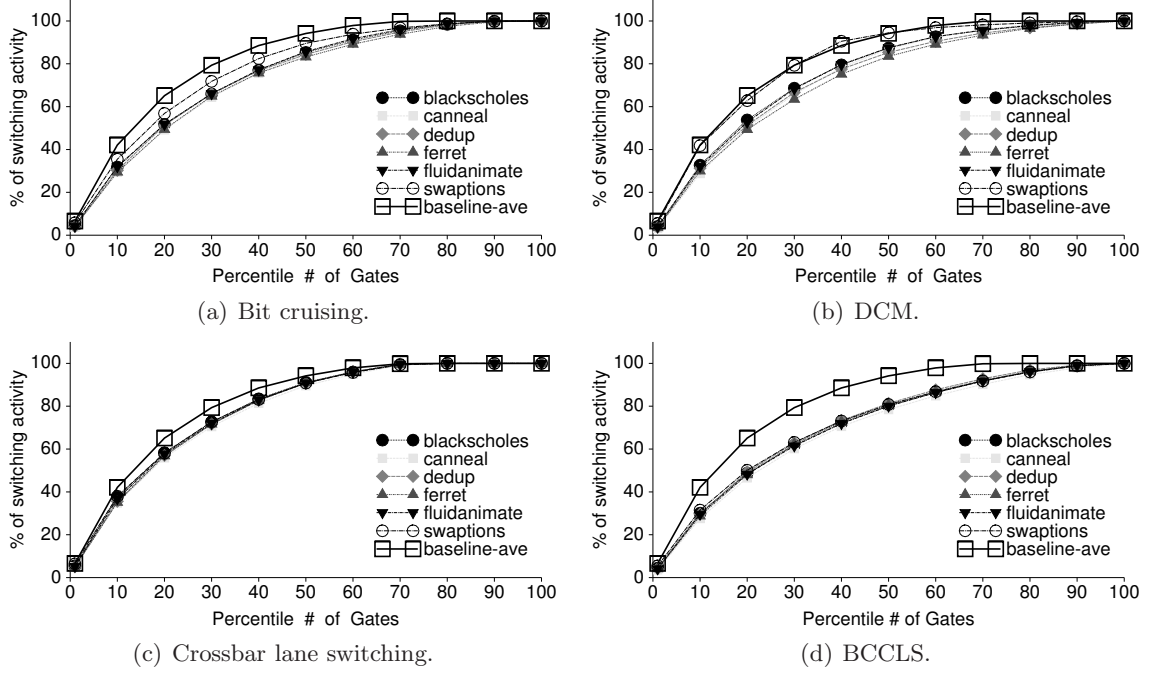 100
80
60
40
20
0
% of switching activity
0 10 20 30 40 50 60 70 80 90 100
Percentile # of Gates
blackscholes
canneal
dedup
ferret
fluidanimate
swaptions
baseline-ave
(a) Bit cruising.
100
80
60
40
20
0
% of switching activity
0 10 20 30 40 50 60 70 80 90 100
Percentile # of Gates
blackscholes
canneal
dedup
ferret
fluidanimate
swaptions
baseline-ave
(b) DCM.
100
80
60
40
20
0
% of switching activity
0 10 20 30 40 50 60 70 80 90 100
Percentile # of Gates
blackscholes
canneal
dedup
ferret
fluidanimate
swaptions
baseline-ave
(c) Crossbar lane switching.
100
80
60
40
20
0
% of switching activity
0 10 20 30 40 50 60 70 80 90 100
Percentile # of Gates
blackscholes
canneal
dedup
ferret
fluidanimate
swaptions
baseline-ave
(d) BCCLS.